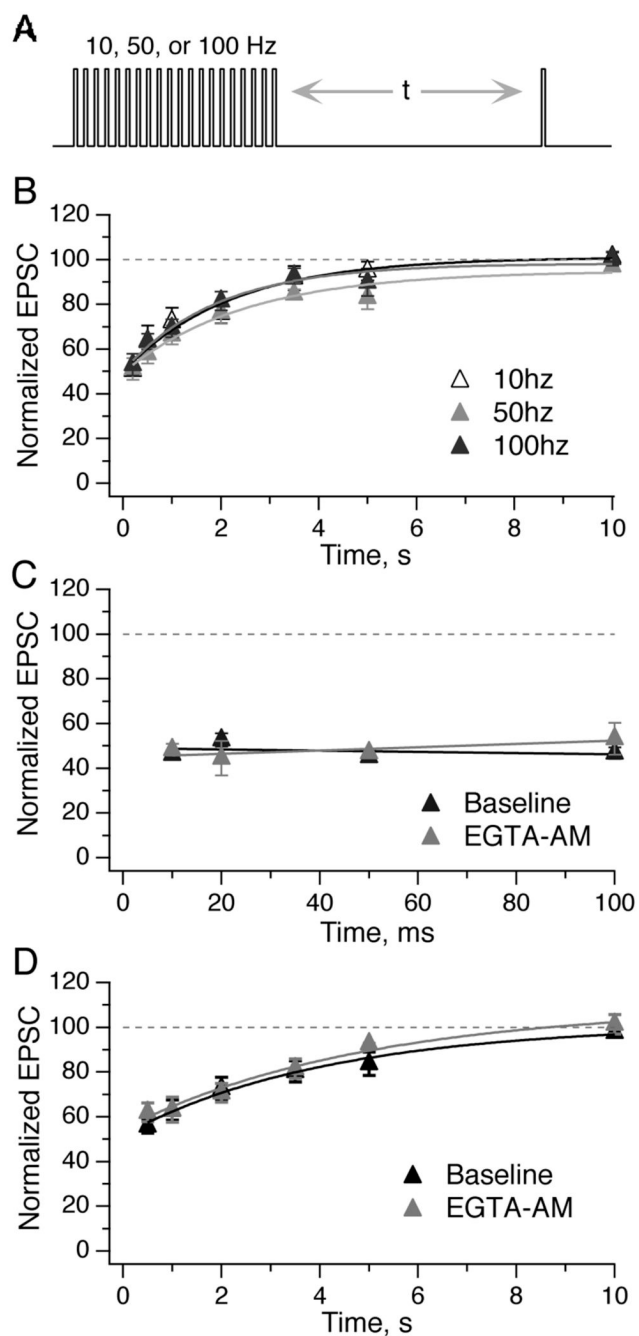 A
10, 50, or 100 Hz
t
B
120
100
80
60
40
20
0
Normalized EPSC
10hz
50hz
100hz
0 2 4 6 8 10
Time, s
C
120
100
80
60
40
20
0
Normalized EPSC
Baseline
EGTA-AM
0 20 40 60 80 100
Time, ms
D
120
100
80
60
40
20
0
Normalized EPSC
Baseline
EGTA-AM
0 2 4 6 8 10
Time, s